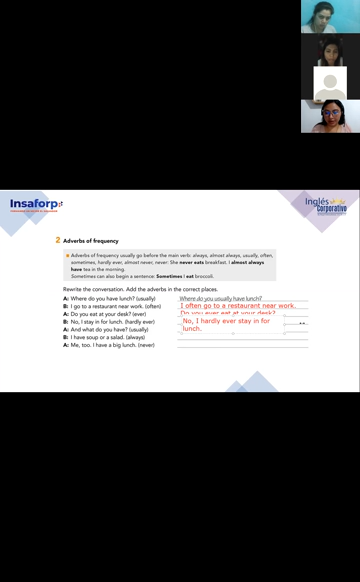 Insaforp
Inglés
Corporativo
2 Adverbs of frequency
Adverbs of frequency usually go before the main verb: always, almost always, usually, often,
sometimes, hardly ever, almost never, never: She never eats breakfast. I almost always
have tea in the morning.
Sometimes can also begin a sentence: Sometimes I eat broccoli.
Rewrite the conversation. Add the adverbs in the correct places.
A: Where do you have lunch? (usually) Where do you usually have lunch?
B: I go to a restaurant near work. (often) I often go to a restaurant near work.
A: Do you eat at your desk? (ever) Do you ever eat at your desk?
B: No, I stay in for lunch. (hardly ever) No, I hardly ever stay in for
lunch.
A: And what do you have? (usually)
B: I have soup or a salad. (always)
A: Me, too. I have a big lunch. (never)